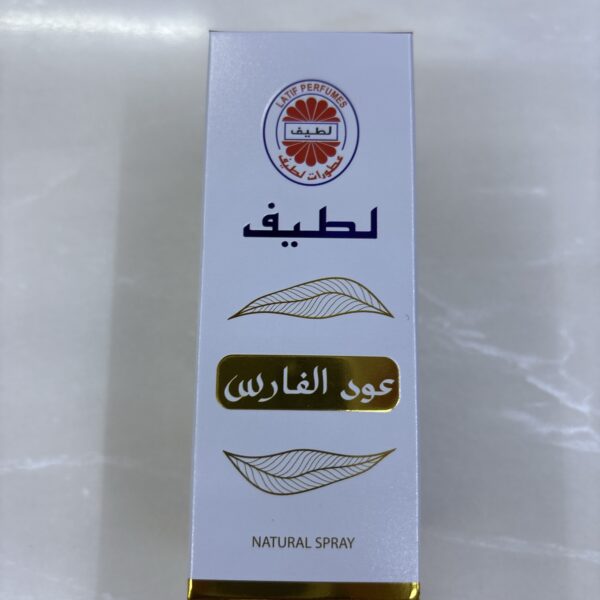 LATIF PERFUMES
لطيف
عطورات لطيف
لطيف
عود الفارس
NATURAL SPRAY